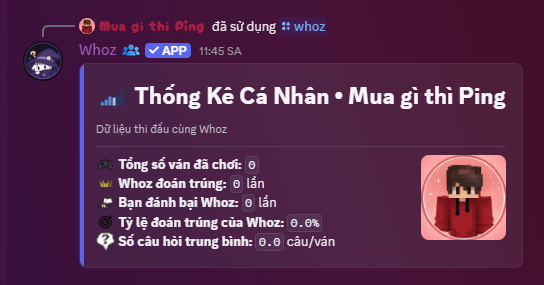 Mua gì thì Ping đã sử dụng whoz
Whoz APP 11:45 SA
Thống Kê Cá Nhân • Mua gì thì Ping
Dữ liệu thi đấu cùng Whoz
Tổng số ván đã chơi: 0
Whoz đoán trúng: 0 lần
Bạn đánh bại Whoz: 0 lần
Tỷ lệ đoán trúng của Whoz: 0.0%
Số câu hỏi trung bình: 0.0 câu/ván